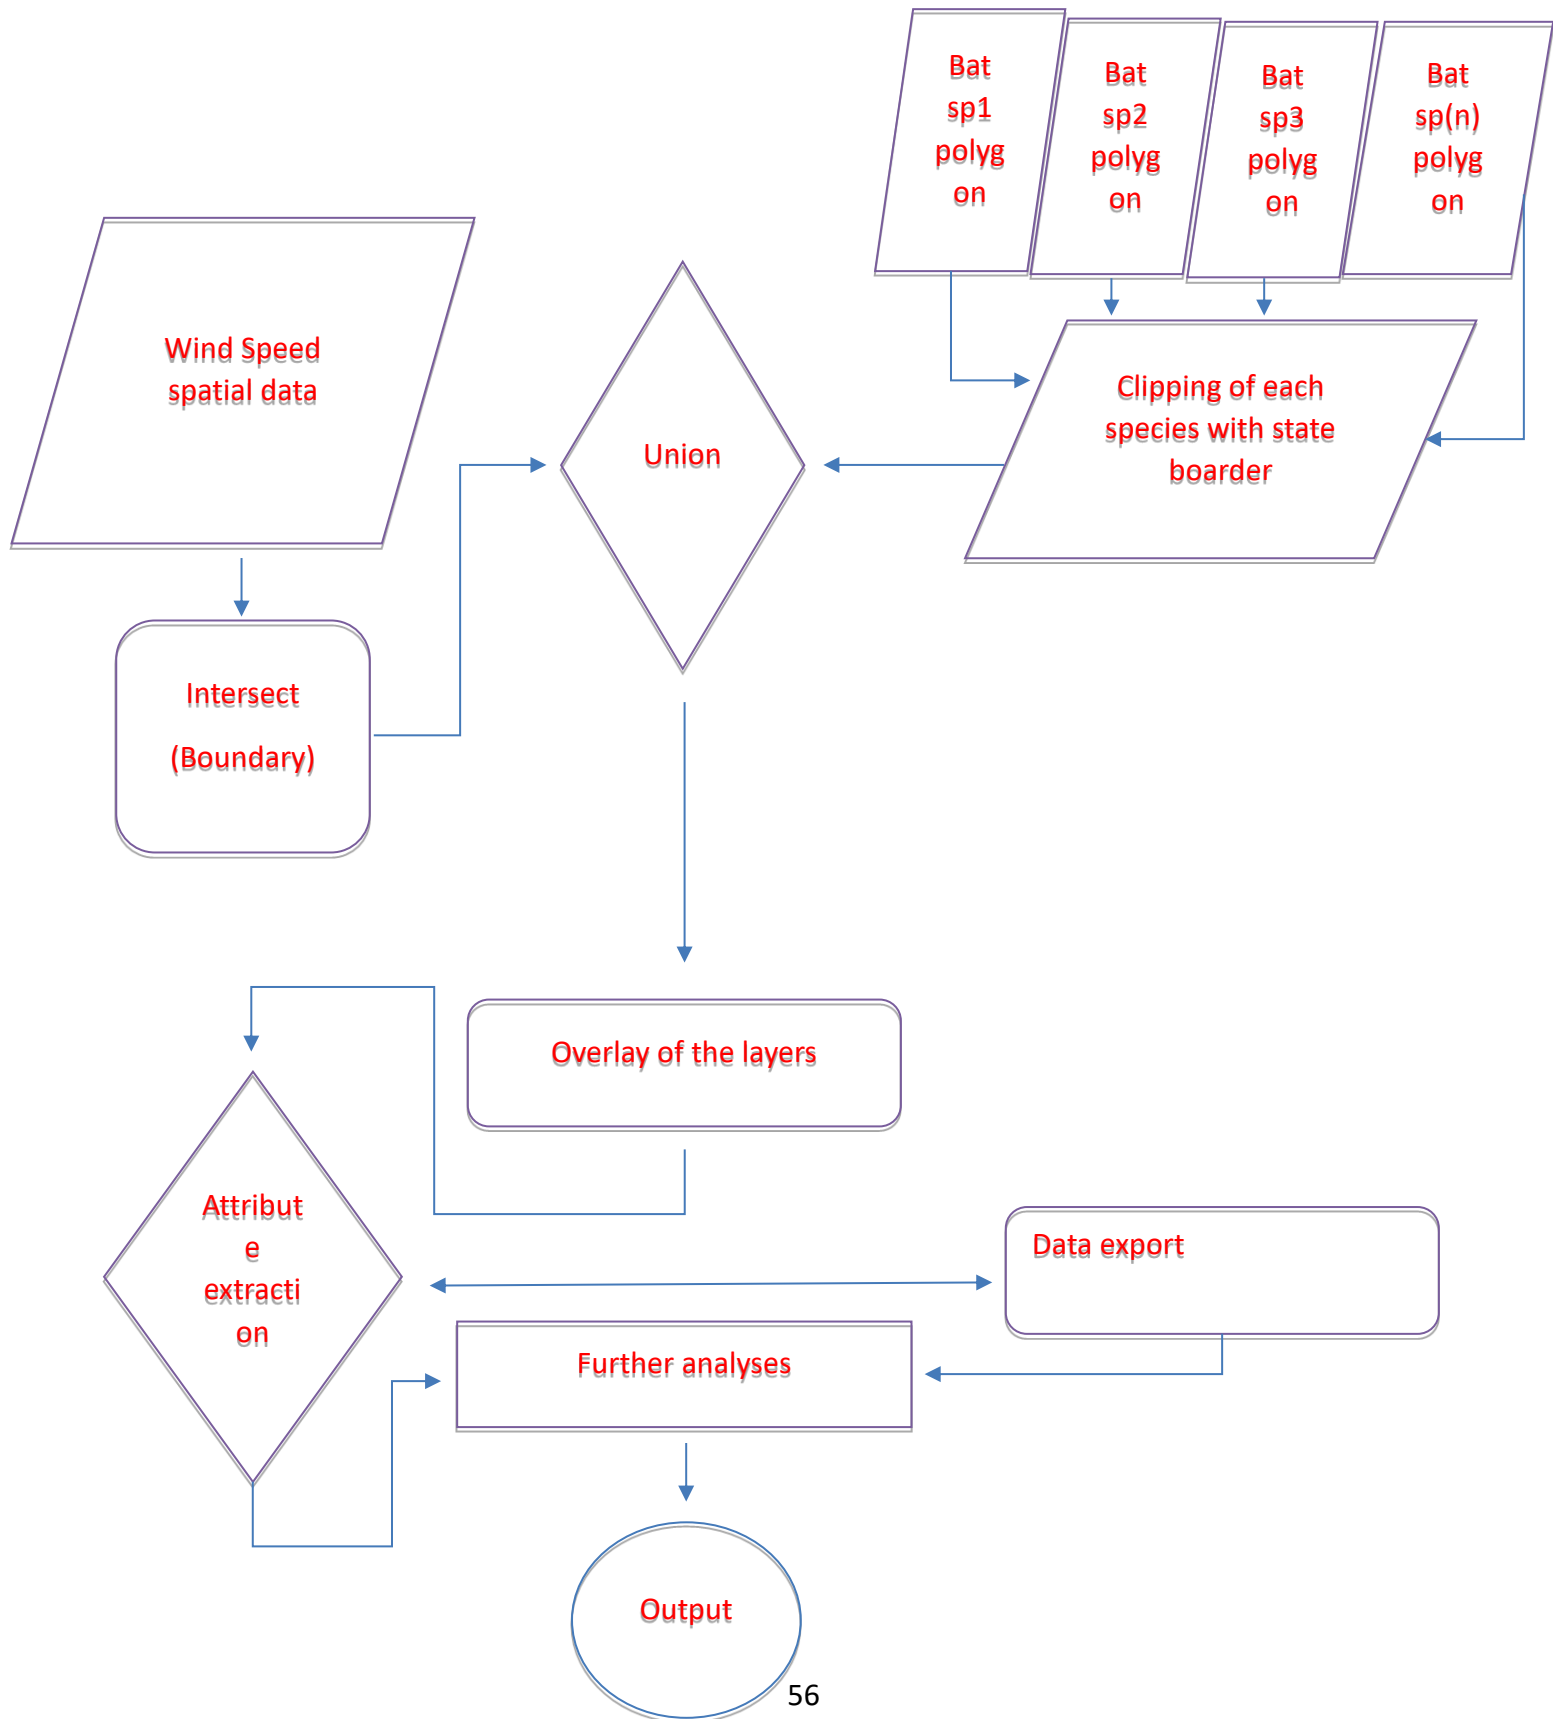 Bat
sp1
polyg
on
Bat
sp2
polyg
on
Bat
sp3
polyg
on
Bat
sp(n)
polyg
on
Wind Speed
spatial data
Union
Clipping of each
species with state
boarder
Intersect
(Boundary)
Overlay of the layers
Attribut
e
extracti
on
Data export
Further analyses
Output
56